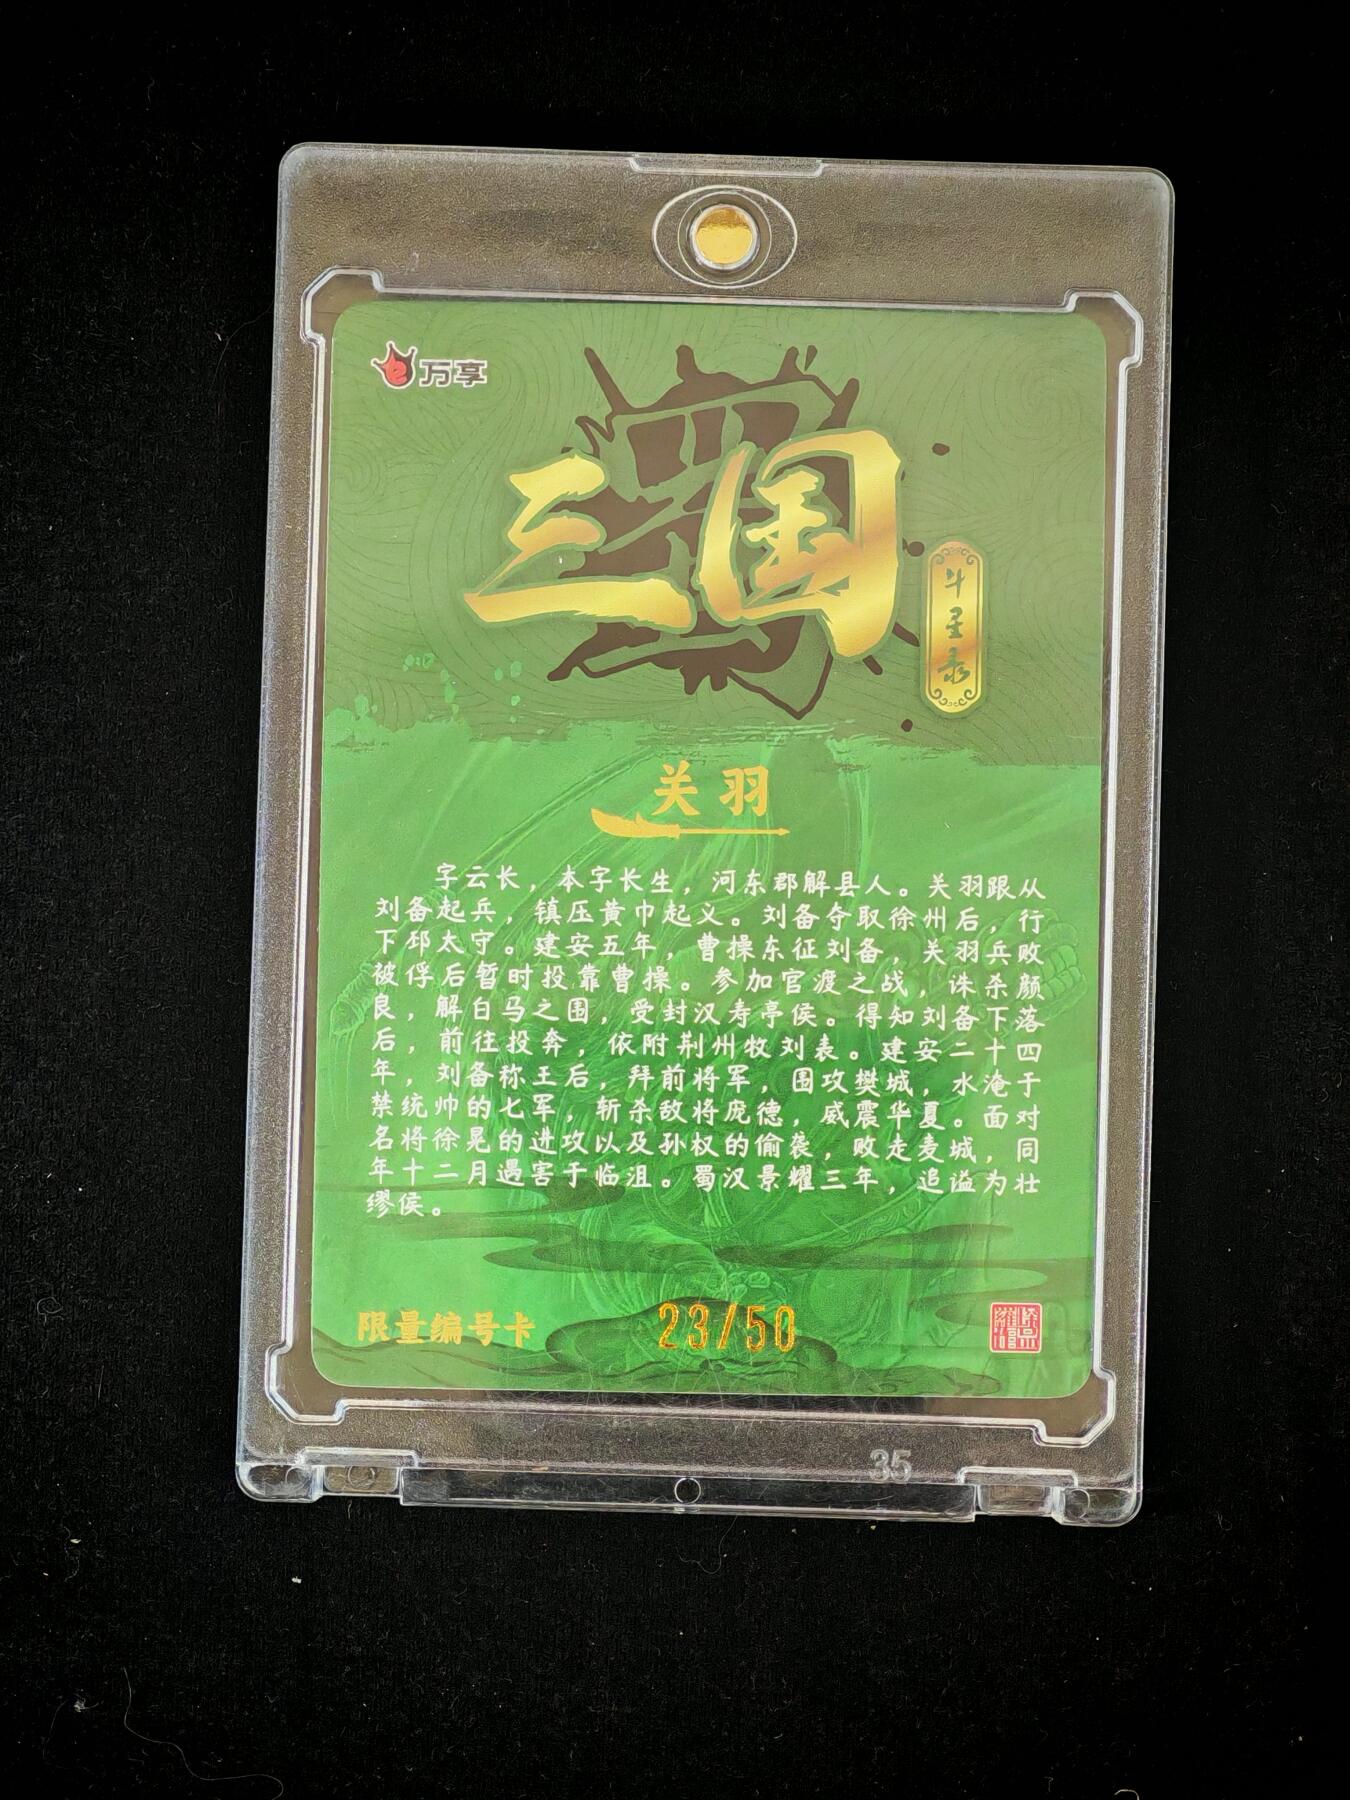 万享
三国
斗星录
关羽
字云长，本字长生，河东郡解县人。关羽跟从
刘备起兵，镇压黄巾起义。刘备夺取徐州后，行
下邳太守。建安五年，曹操东征刘备，关羽兵败
被俘后暂时投靠曹操。参加官渡之战，诛杀颜
良，解白马之围，受封汉寿亭侯。得知刘备下落
后，前往投奔，依附荆州牧刘表。建安二十四
年，刘备称王后，拜前将军，围攻樊城，水淹于
禁统帅的七军，斩杀敌将庞德，威震华夏。面对
名将徐晃的进攻以及孙权的偷袭，败走麦城，同
年十二月遇害于临沮。蜀汉景耀三年，追谥为壮
缪侯。
限量编号卡 23/50
35